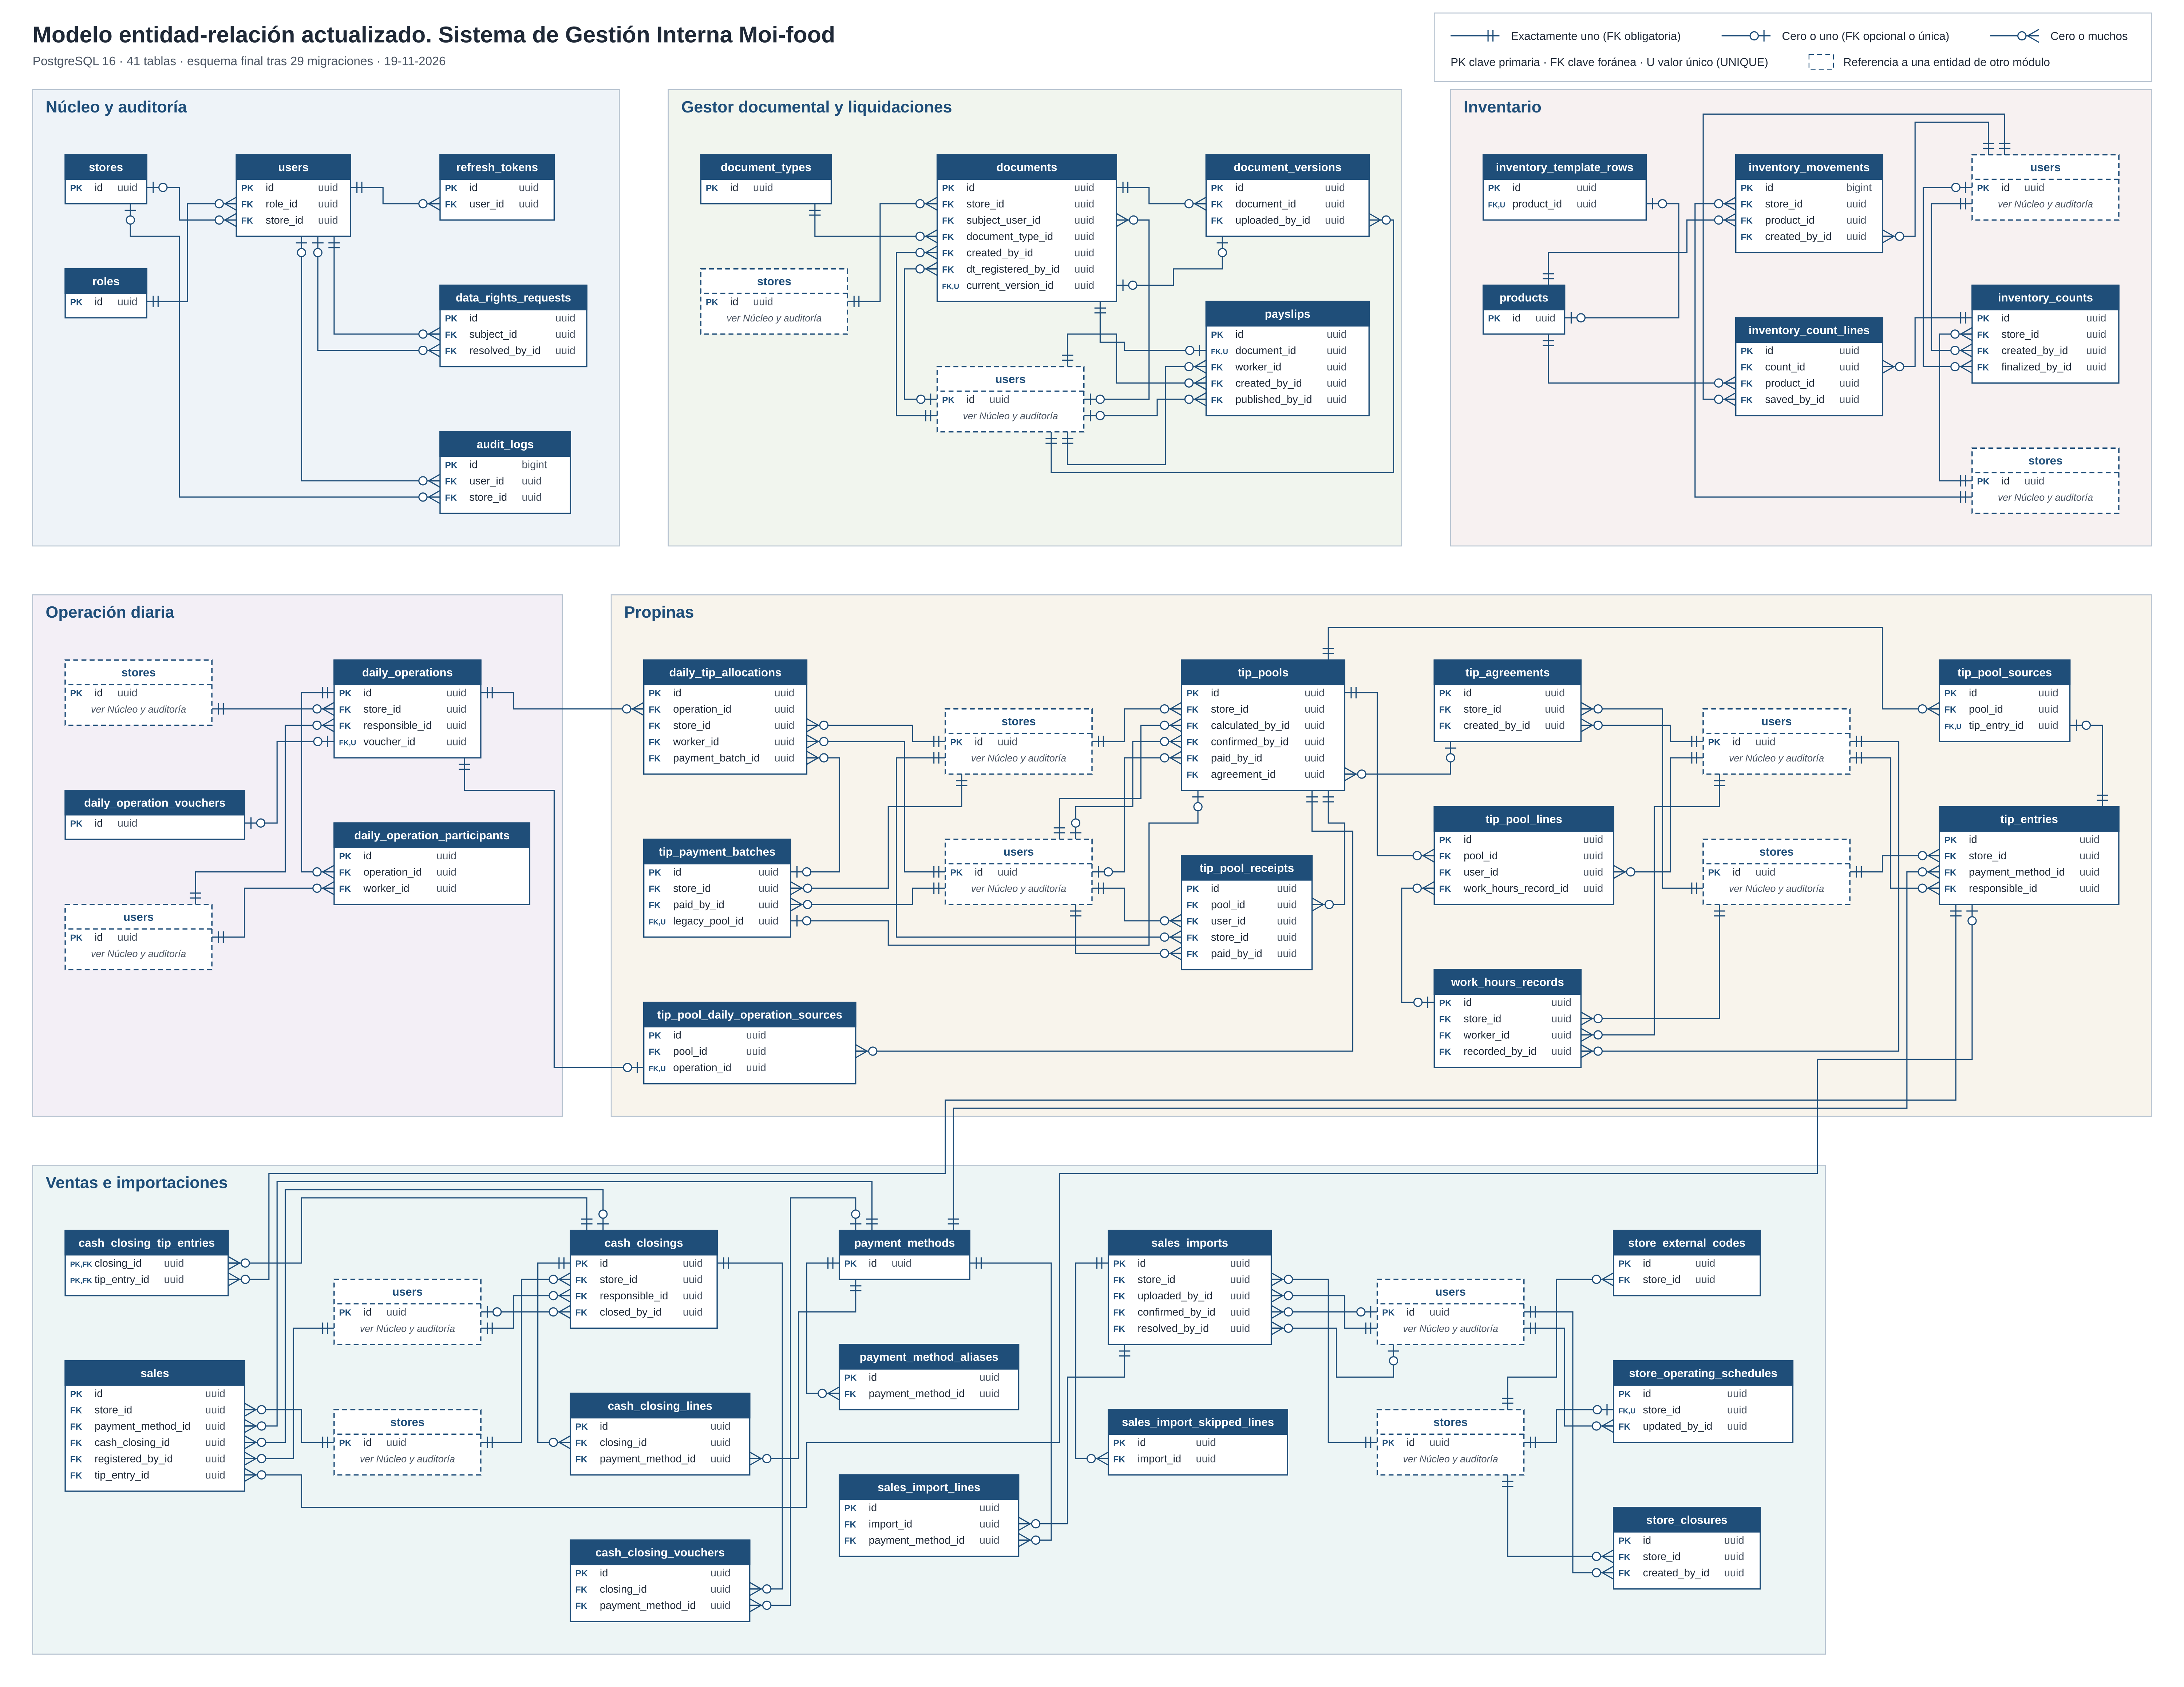 Modelo entidad-relación actualizado. Sistema de Gestión Interna Moi-food
PostgreSQL 16 · 41 tablas · esquema final tras 29 migraciones · 19-11-2026
Exactamente uno (FK obligatoria)
Cero o uno (FK opcional o única)
Cero o muchos
PK clave primaria · FK clave foránea · U valor único (UNIQUE)
Referencia a una entidad de otro módulo
Núcleo y auditoría
stores
PK id uuid
users
PK id uuid
FK role_id uuid
FK store_id uuid
refresh_tokens
PK id uuid
FK user_id uuid
roles
PK id uuid
data_rights_requests
PK id uuid
FK subject_id uuid
FK resolved_by_id uuid
audit_logs
PK id bigint
FK user_id uuid
FK store_id uuid
Gestor documental y liquidaciones
document_types
PK id uuid
documents
PK id uuid
FK store_id uuid
FK subject_user_id uuid
FK document_type_id uuid
FK created_by_id uuid
FK dt_registered_by_id uuid
FK,U current_version_id uuid
document_versions
PK id uuid
FK document_id uuid
FK uploaded_by_id uuid
stores
PK id uuid
ver Núcleo y auditoría
payslips
PK id uuid
FK,U document_id uuid
FK worker_id uuid
FK created_by_id uuid
FK published_by_id uuid
users
PK id uuid
ver Núcleo y auditoría
Inventario
inventory_template_rows
PK id uuid
FK,U product_id uuid
inventory_movements
PK id bigint
FK store_id uuid
FK product_id uuid
FK created_by_id uuid
users
PK id uuid
ver Núcleo y auditoría
products
PK id uuid
inventory_count_lines
PK id uuid
FK count_id uuid
FK product_id uuid
FK saved_by_id uuid
inventory_counts
PK id uuid
FK store_id uuid
FK created_by_id uuid
FK finalized_by_id uuid
stores
PK id uuid
ver Núcleo y auditoría
Operación diaria
stores
PK id uuid
ver Núcleo y auditoría
daily_operations
PK id uuid
FK store_id uuid
FK responsible_id uuid
FK,U voucher_id uuid
daily_operation_vouchers
PK id uuid
daily_operation_participants
PK id uuid
FK operation_id uuid
FK worker_id uuid
users
PK id uuid
ver Núcleo y auditoría
Propinas
daily_tip_allocations
PK id uuid
FK operation_id uuid
FK store_id uuid
FK worker_id uuid
FK payment_batch_id uuid
stores
PK id uuid
ver Núcleo y auditoría
tip_pools
PK id uuid
FK store_id uuid
FK calculated_by_id uuid
FK confirmed_by_id uuid
FK paid_by_id uuid
FK agreement_id uuid
tip_agreements
PK id uuid
FK store_id uuid
FK created_by_id uuid
users
PK id uuid
ver Núcleo y auditoría
tip_pool_sources
PK id uuid
FK pool_id uuid
FK,U tip_entry_id uuid
tip_payment_batches
PK id uuid
FK store_id uuid
FK paid_by_id uuid
FK,U legacy_pool_id uuid
users
PK id uuid
ver Núcleo y auditoría
tip_pool_receipts
PK id uuid
FK pool_id uuid
FK user_id uuid
FK store_id uuid
FK paid_by_id uuid
tip_pool_lines
PK id uuid
FK pool_id uuid
FK user_id uuid
FK work_hours_record_id uuid
stores
PK id uuid
ver Núcleo y auditoría
tip_entries
PK id uuid
FK store_id uuid
FK payment_method_id uuid
FK responsible_id uuid
tip_pool_daily_operation_sources
PK id uuid
FK pool_id uuid
FK,U operation_id uuid
work_hours_records
PK id uuid
FK store_id uuid
FK worker_id uuid
FK recorded_by_id uuid
Ventas e importaciones
cash_closing_tip_entries
PK,FK closing_id uuid
PK,FK tip_entry_id uuid
users
PK id uuid
ver Núcleo y auditoría
cash_closings
PK id uuid
FK store_id uuid
FK responsible_id uuid
FK closed_by_id uuid
payment_methods
PK id uuid
sales_imports
PK id uuid
FK store_id uuid
FK uploaded_by_id uuid
FK confirmed_by_id uuid
FK resolved_by_id uuid
users
PK id uuid
ver Núcleo y auditoría
store_external_codes
PK id uuid
FK store_id uuid
sales
PK id uuid
FK store_id uuid
FK payment_method_id uuid
FK cash_closing_id uuid
FK registered_by_id uuid
FK tip_entry_id uuid
stores
PK id uuid
ver Núcleo y auditoría
cash_closing_lines
PK id uuid
FK closing_id uuid
FK payment_method_id uuid
payment_method_aliases
PK id uuid
FK payment_method_id uuid
sales_import_skipped_lines
PK id uuid
FK import_id uuid
stores
PK id uuid
ver Núcleo y auditoría
store_operating_schedules
PK id uuid
FK,U store_id uuid
FK updated_by_id uuid
sales_import_lines
PK id uuid
FK import_id uuid
FK payment_method_id uuid
cash_closing_vouchers
PK id uuid
FK closing_id uuid
FK payment_method_id uuid
store_closures
PK id uuid
FK store_id uuid
FK created_by_id uuid